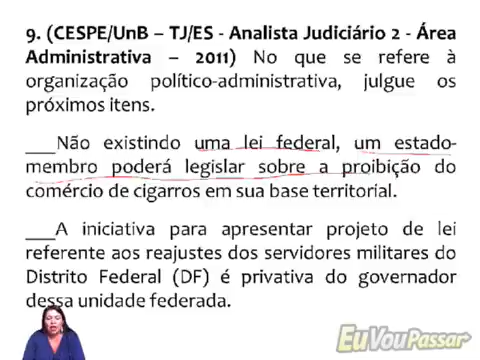 9. (CESPE/UnB – TJ/ES - Analista Judiciário 2 - Área
Administrativa – 2011) No que se refere à
organização político-administrativa, julgue os
próximos itens.
___Não existindo uma lei federal, um estado-
membro poderá legislar sobre a proibição do
comércio de cigarros em sua base territorial.
___A iniciativa para apresentar projeto de lei
referente aos reajustes dos servidores militares do
Distrito Federal (DF) é privativa do governador
dessa unidade federada.
EuVouPassar